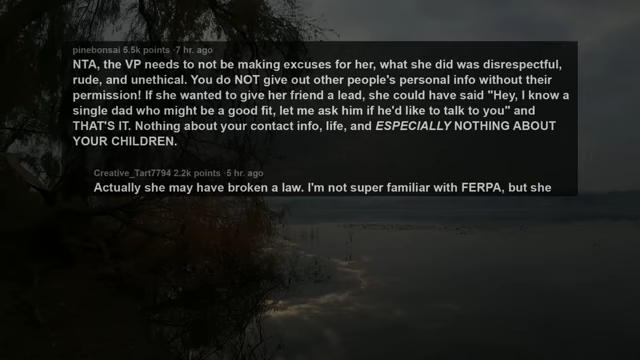 pinebonsai 5.5k points ·7 hr. ago
NTA, the VP needs to not be making excuses for her, what she did was disrespectful,
rude, and unethical. You do NOT give out other people's personal info without their
permission! If she wanted to give her friend a lead, she could have said "Hey, I know a
single dad who might be a good fit, let me ask him if he'd like to talk to you" and
THAT'S IT. Nothing about your contact info, life, and ESPECIALLY NOTHING ABOUT
YOUR CHILDREN.
Creative_Tart7794 2.2k points ·5 hr. ago
Actually she may have broken a law. I'm not super familiar with FERPA, but she